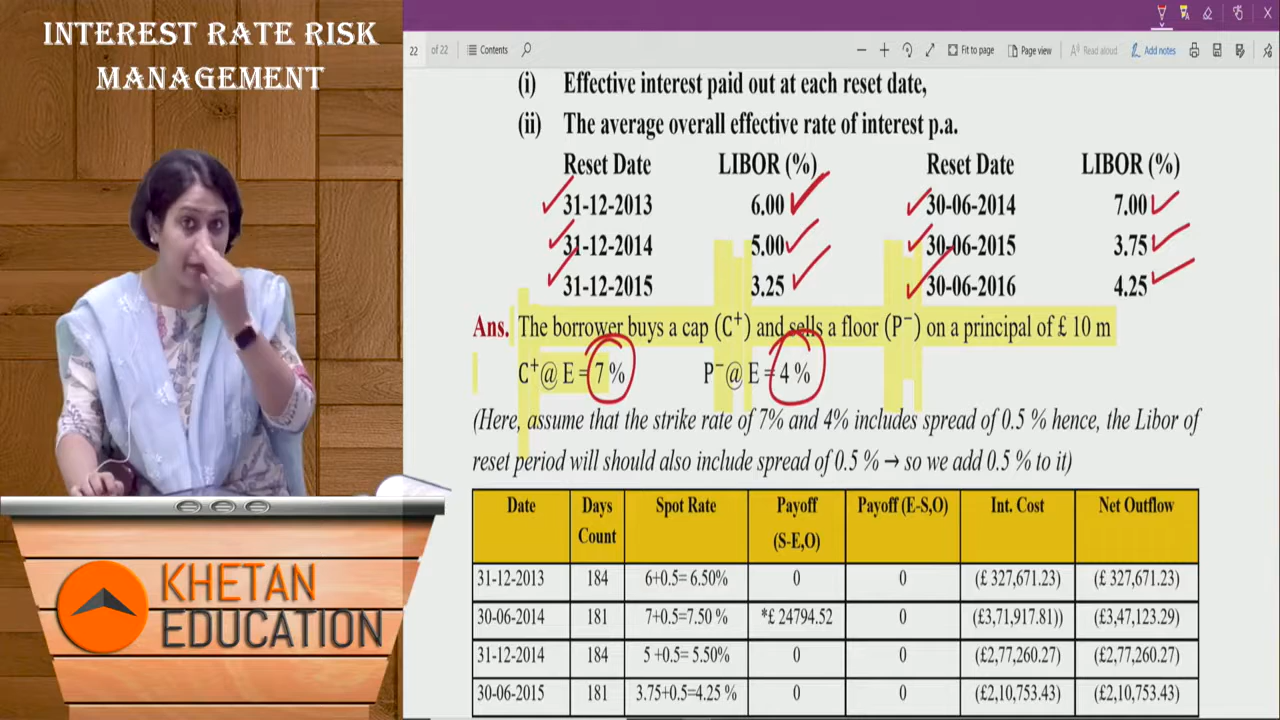 INTEREST RATE RISK
MANAGEMENT
22 of 22 Contents Fit to page Page view Read aloud Add notes
(i) Effective interest paid out at each reset date,
(ii) The average overall effective rate of interest p.a.
Reset Date LIBOR (%) Reset Date LIBOR (%)
31-12-2013 6.00 30-06-2014 7.00
31-12-2014 5.00 30-06-2015 3.75
31-12-2015 3.25 30-06-2016 4.25
Ans. The borrower buys a cap (C⁺) and sells a floor (P⁻) on a principal of £ 10 m
C⁺@ E = 7 % P⁻@ E = 4 %
(Here, assume that the strike rate of 7% and 4% includes spread of 0.5 % hence, the Libor of
reset period will should also include spread of 0.5 % → so we add 0.5 % to it)
Date Days Count Spot Rate Payoff (S-E,O) Payoff (E-S,O) Int. Cost Net Outflow
31-12-2013 184 6+0.5= 6.50% 0 0 (£ 327,671.23) (£ 327,671.23)
30-06-2014 181 7+0.5=7.50 % *£ 24794.52 0 (£3,71,917.81)) (£3,47,123.29)
31-12-2014 184 5 +0.5= 5.50% 0 0 (£2,77,260.27) (£2,77,260.27)
30-06-2015 181 3.75+0.5=4.25 % 0 0 (£2,10,753.43) (£2,10,753.43)
KHETAN
EDUCATION